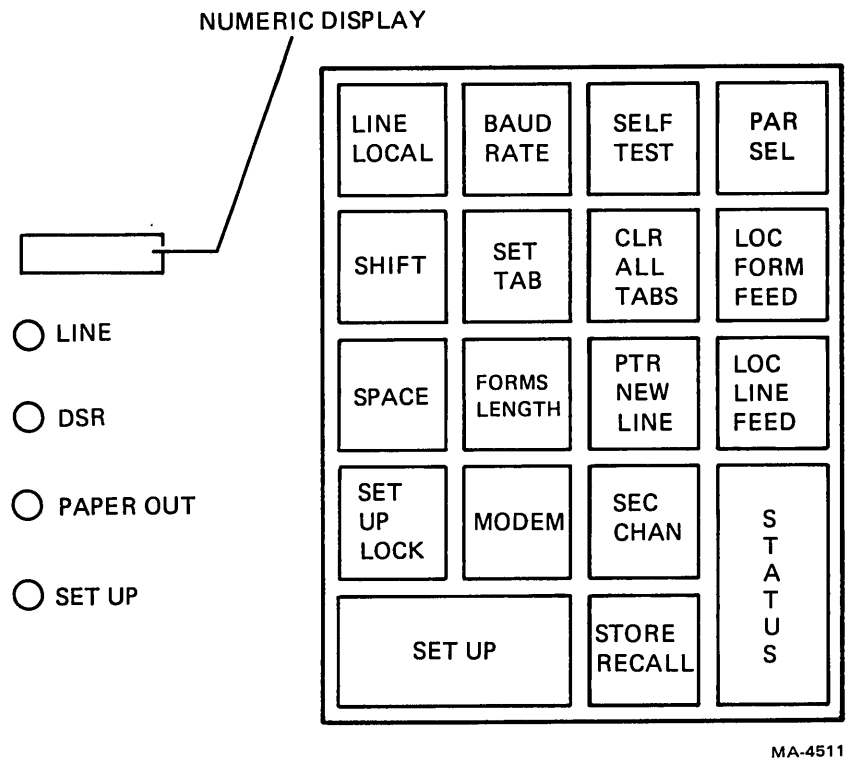 NUMERIC DISPLAY
LINE
DSR
PAPER OUT
SET UP
LINE
LOCAL
BAUD
RATE
SELF
TEST
PAR
SEL
SHIFT
SET
TAB
CLR
ALL
TABS
LOC
FORM
FEED
SPACE
FORMS
LENGTH
PTR
NEW
LINE
LOC
LINE
FEED
SET
UP
LOCK
MODEM
SEC
CHAN
STATUS
SET UP
STORE
RECALL
MA-4511